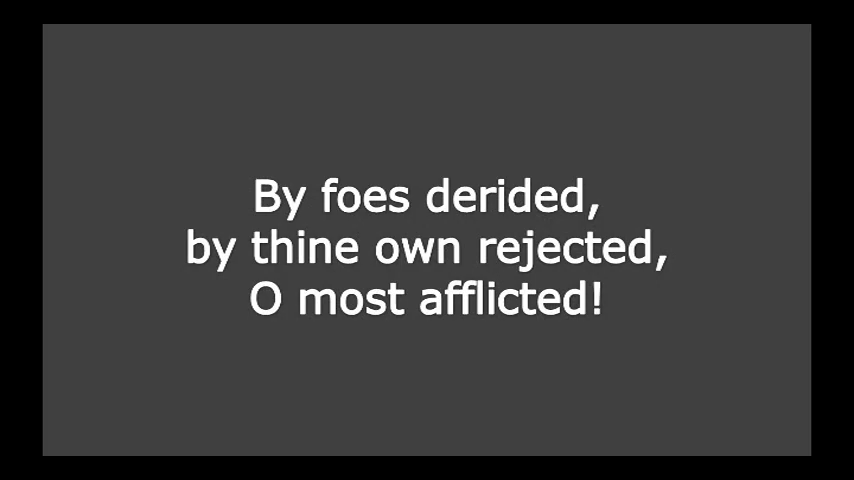 By foes derided,
by thine own rejected,
O most afflicted!